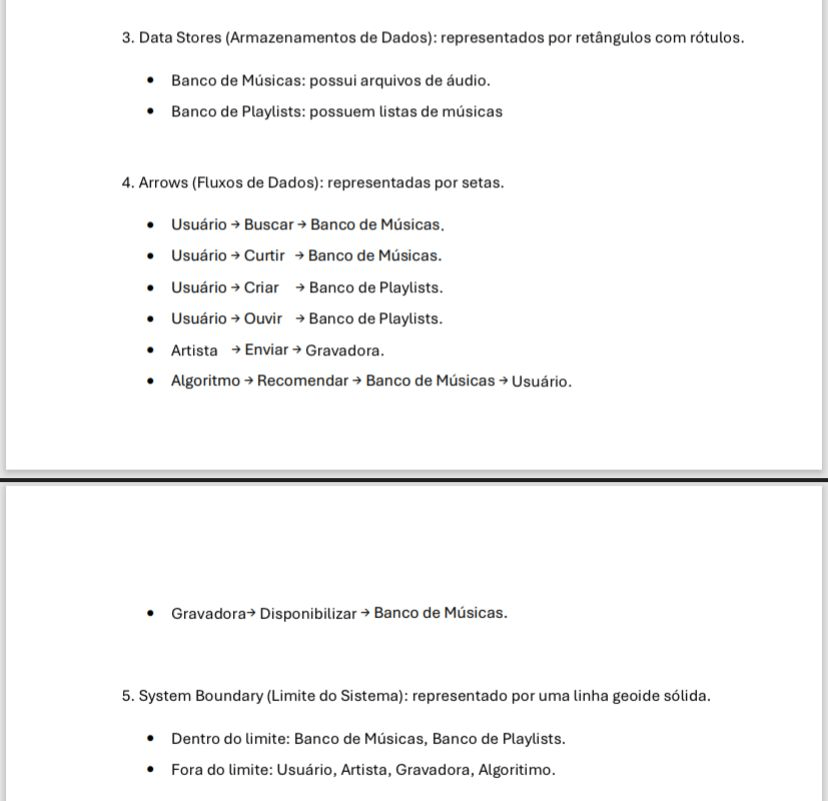 3. Data Stores (Armazenamentos de Dados): representados por retângulos com rótulos.
• Banco de Músicas: possui arquivos de áudio.
• Banco de Playlists: possuem listas de músicas
4. Arrows (Fluxos de Dados): representadas por setas.
• Usuário → Buscar → Banco de Músicas.
• Usuário → Curtir → Banco de Músicas.
• Usuário → Criar → Banco de Playlists.
• Usuário → Ouvir → Banco de Playlists.
• Artista → Enviar → Gravadora.
• Algoritmo → Recomendar → Banco de Músicas → Usuário.
• Gravadora→ Disponibilizar → Banco de Músicas.
5. System Boundary (Limite do Sistema): representado por uma linha geoide sólida.
• Dentro do limite: Banco de Músicas, Banco de Playlists.
• Fora do limite: Usuário, Artista, Gravadora, Algoritimo.